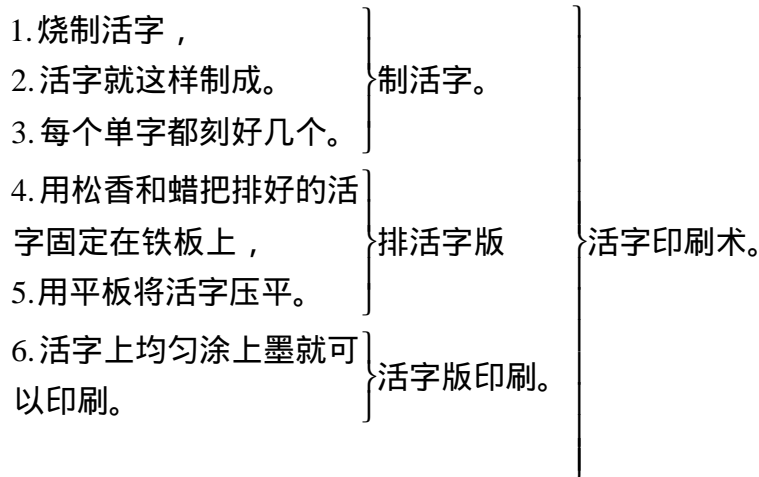 1.烧制活字，
2.活字就这样制成。
3.每个单字都刻好几个。
制活字。
4.用松香和蜡把排好的活
字固定在铁板上，
5.用平板将活字压平。
排活字版
6.活字上均匀涂上墨就可
以印刷。
活字版印刷。
活字印刷术。